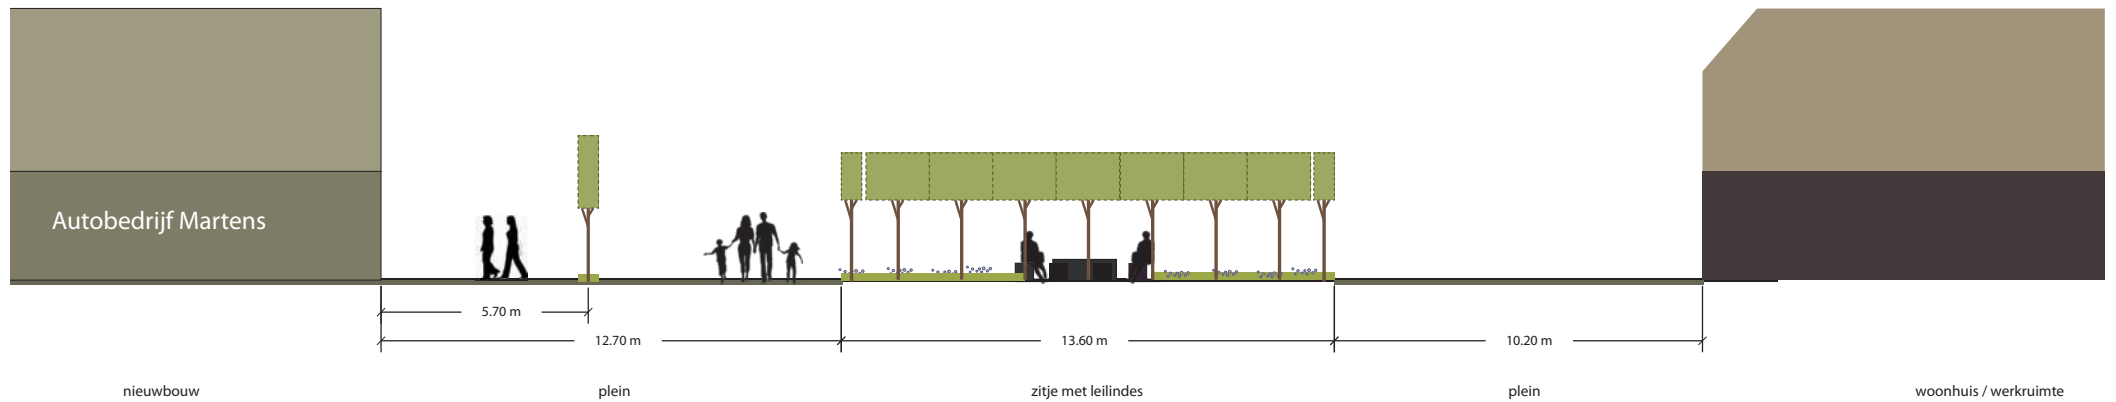 Autobedrijf Martens
5.70 m
12.70 m
13.60 m
10.20 m
nieuwbouw
plein
zitje met leilindes
plein
woonhuis / werkruimte